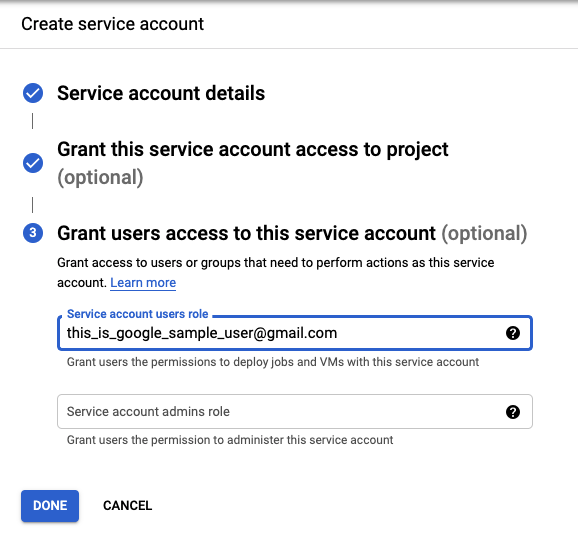 Create service account
Service account details
Grant this service account access to project
(optional)
3
Grant users access to this service account (optional)
Grant access to users or groups that need to perform actions as this service
account. Learn more
Service account users role
this_is_google_sample_user@gmail.com
?
Grant users the permissions to deploy jobs and VMs with this service account
Service account admins role
?
Grant users the permission to administer this service account
DONE CANCEL